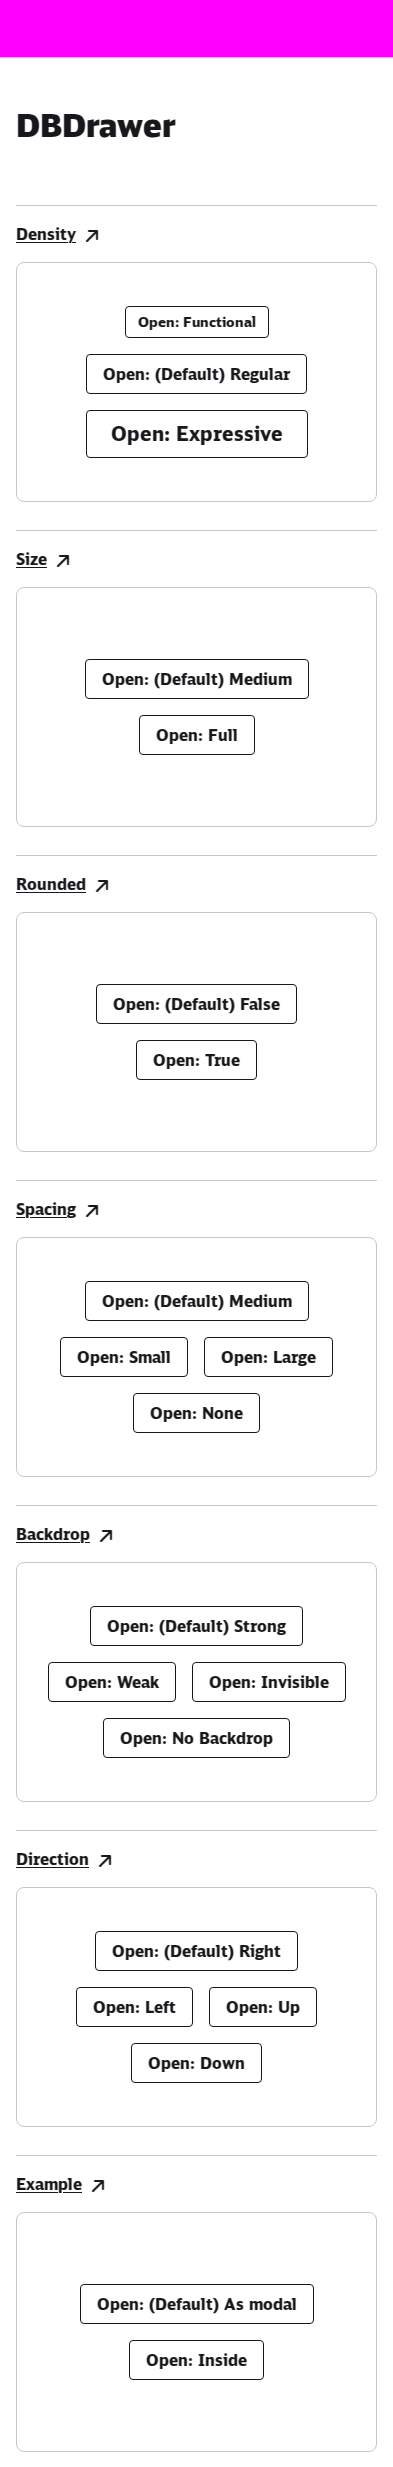 DBDrawer
Density
Open: Functional
Open: (Default) Regular
Open: Expressive
Size
Open: (Default) Medium
Open: Full
Rounded
Open: (Default) False
Open: True
Spacing
Open: (Default) Medium
Open: Small Open: Large
Open: None
Backdrop
Open: (Default) Strong
Open: Weak Open: Invisible
Open: No Backdrop
Direction
Open: (Default) Right
Open: Left Open: Up
Open: Down
Example
Open: (Default) As modal
Open: Inside